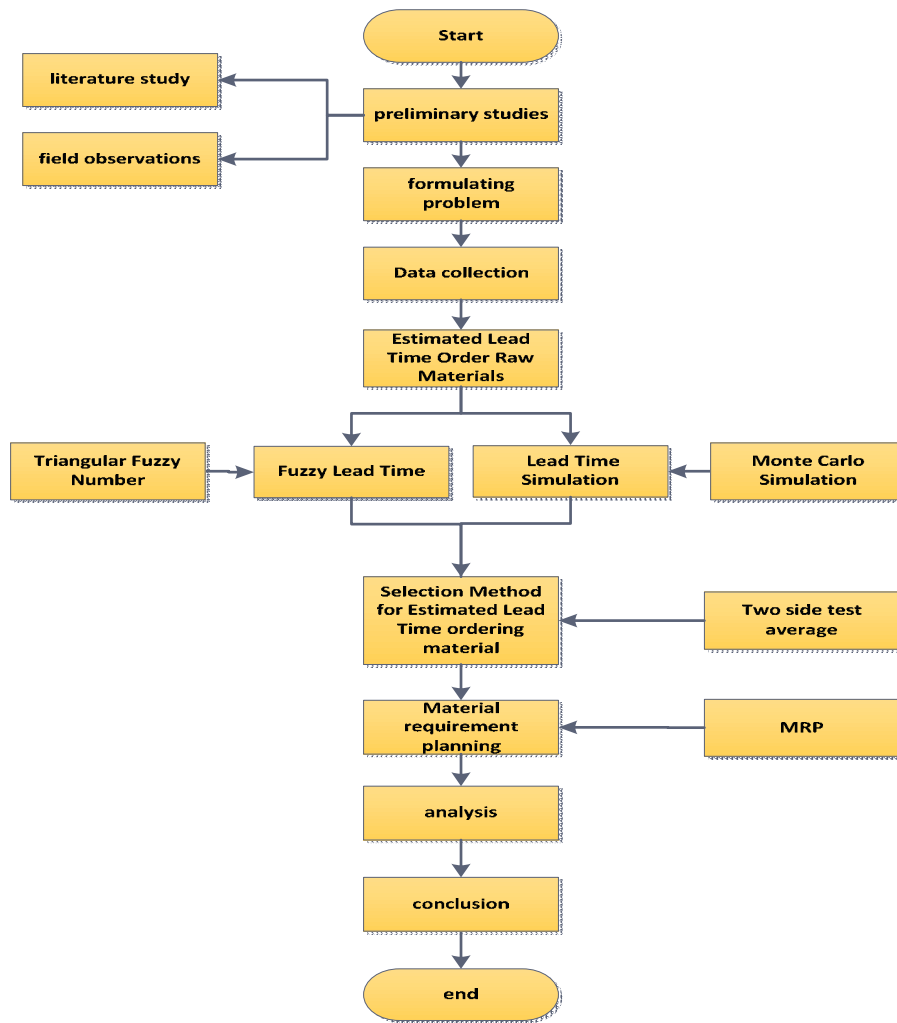 Start
literature study
preliminary studies
field observations
formulating
problem
Data collection
Estimated Lead
Time Order Raw
Materials
Triangular Fuzzy
Number
Fuzzy Lead Time
Lead Time
Simulation
Monte Carlo
Simulation
Selection Method
for Estimated Lead
Time ordering
material
Two side test
average
Material
requirement
planning
MRP
analysis
conclusion
end